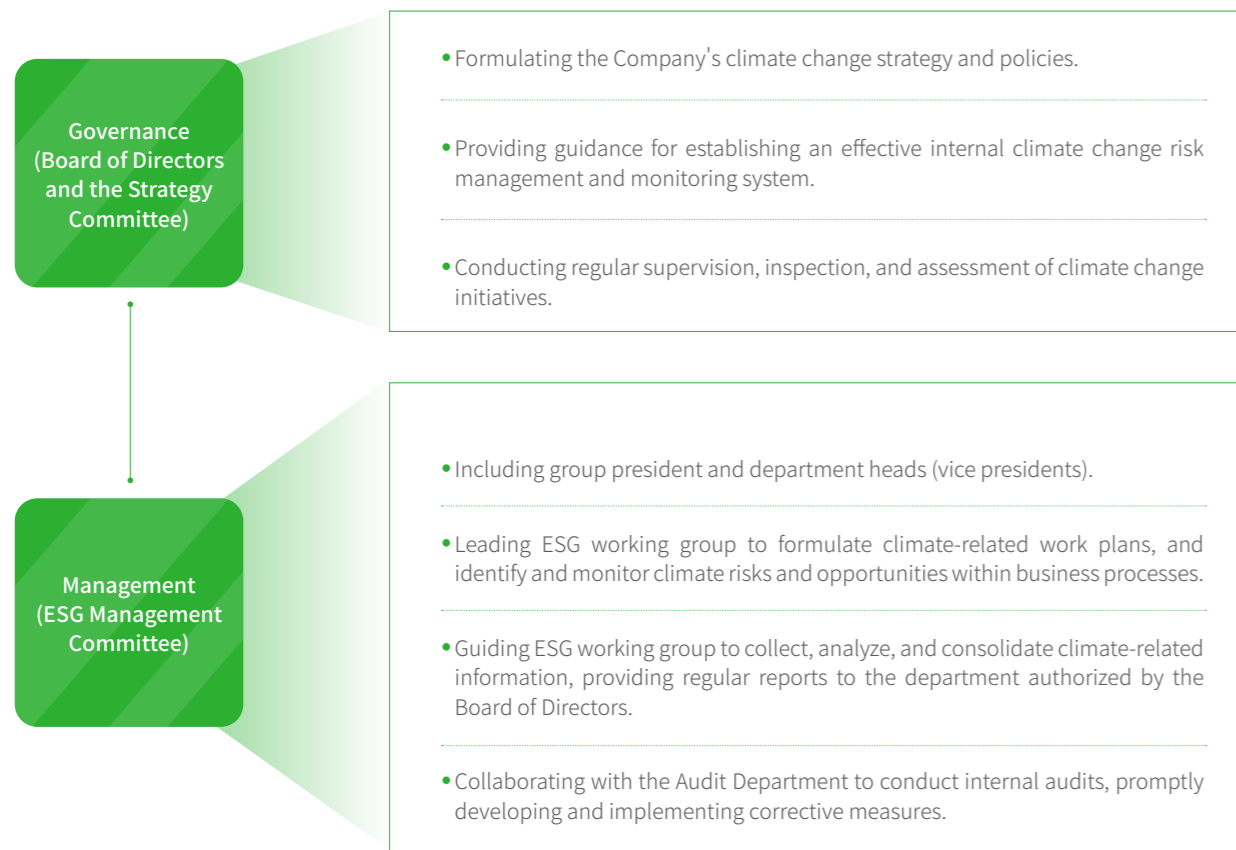 Governance
(Board of Directors
and the Strategy
Committee)
• Formulating the Company's climate change strategy and policies.
• Providing guidance for establishing an effective internal climate change risk
management and monitoring system.
• Conducting regular supervision, inspection, and assessment of climate change
initiatives.
Management
(ESG Management
Committee)
• Including group president and department heads (vice presidents).
• Leading ESG working group to formulate climate-related work plans, and
identify and monitor climate risks and opportunities within business processes.
• Guiding ESG working group to collect, analyze, and consolidate climate-related
information, providing regular reports to the department authorized by the
Board of Directors.
• Collaborating with the Audit Department to conduct internal audits, promptly
developing and implementing corrective measures.